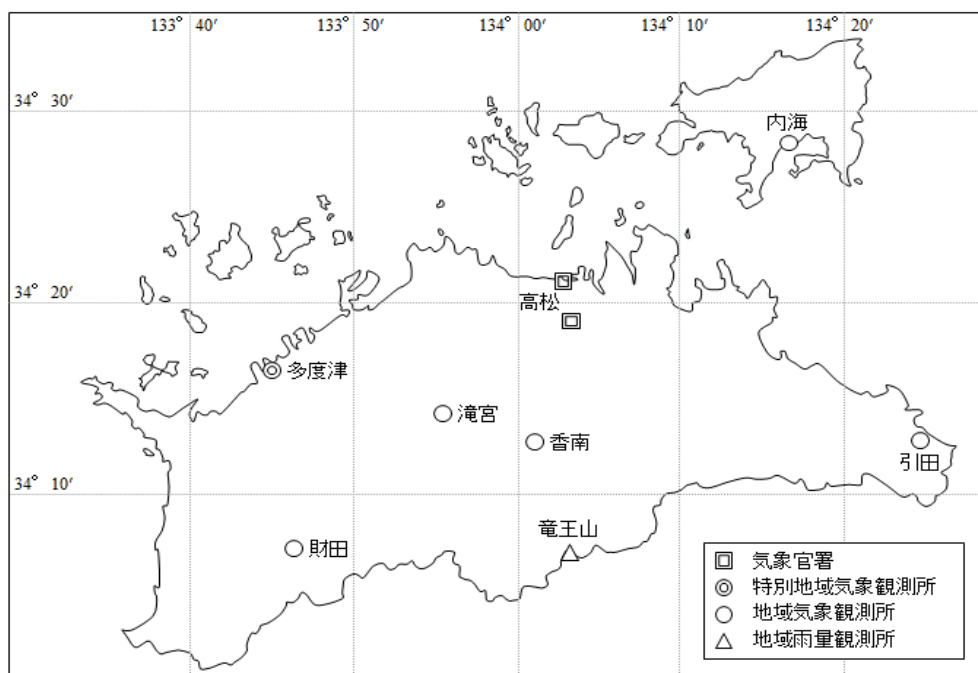 133° 40′
133° 50′
134° 00′
134° 10′
134° 20′
34° 30′
内海
34° 20′
高松
多度津
滝宮
香南
引田
34° 10′
竜王山
財田
気象官署
特別地域気象観測所
地域気象観測所
地域雨量観測所